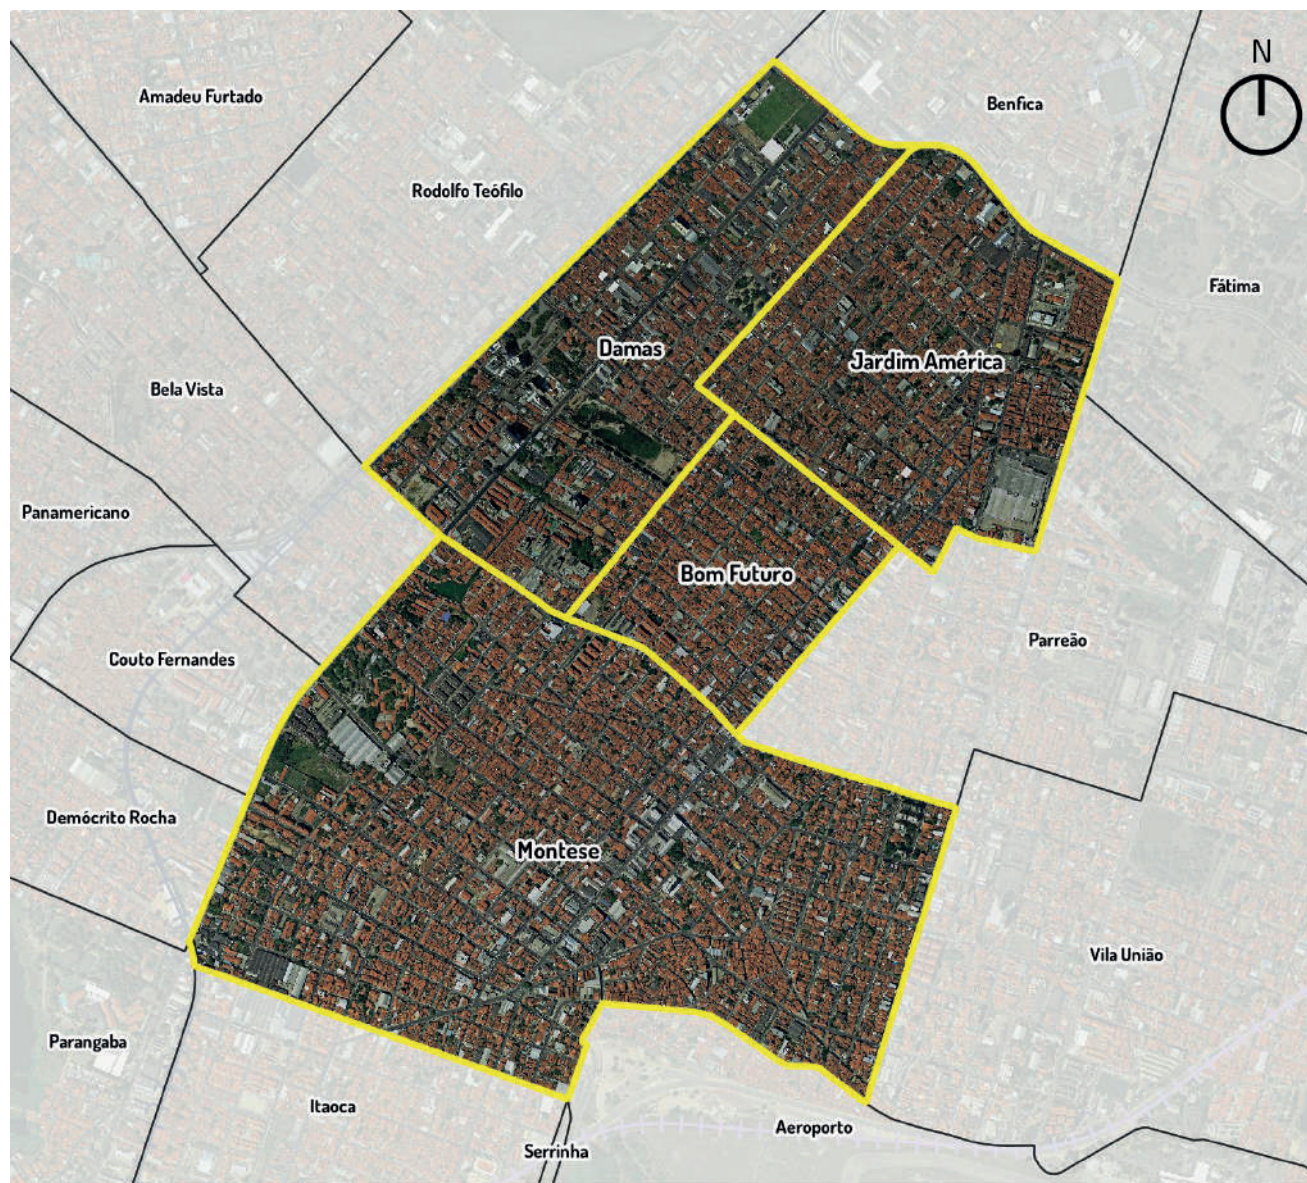 N
Amadeu Furtado
Benfica
Rodolfo Teófilo
Fátima
Damas
Jardim América
Bela Vista
Panamericano
Bom Futuro
Parreão
Couto Fernandes
Demócrito Rocha
Montese
Vila União
Parangaba
Itaoca
Aeroporto
Serrinha